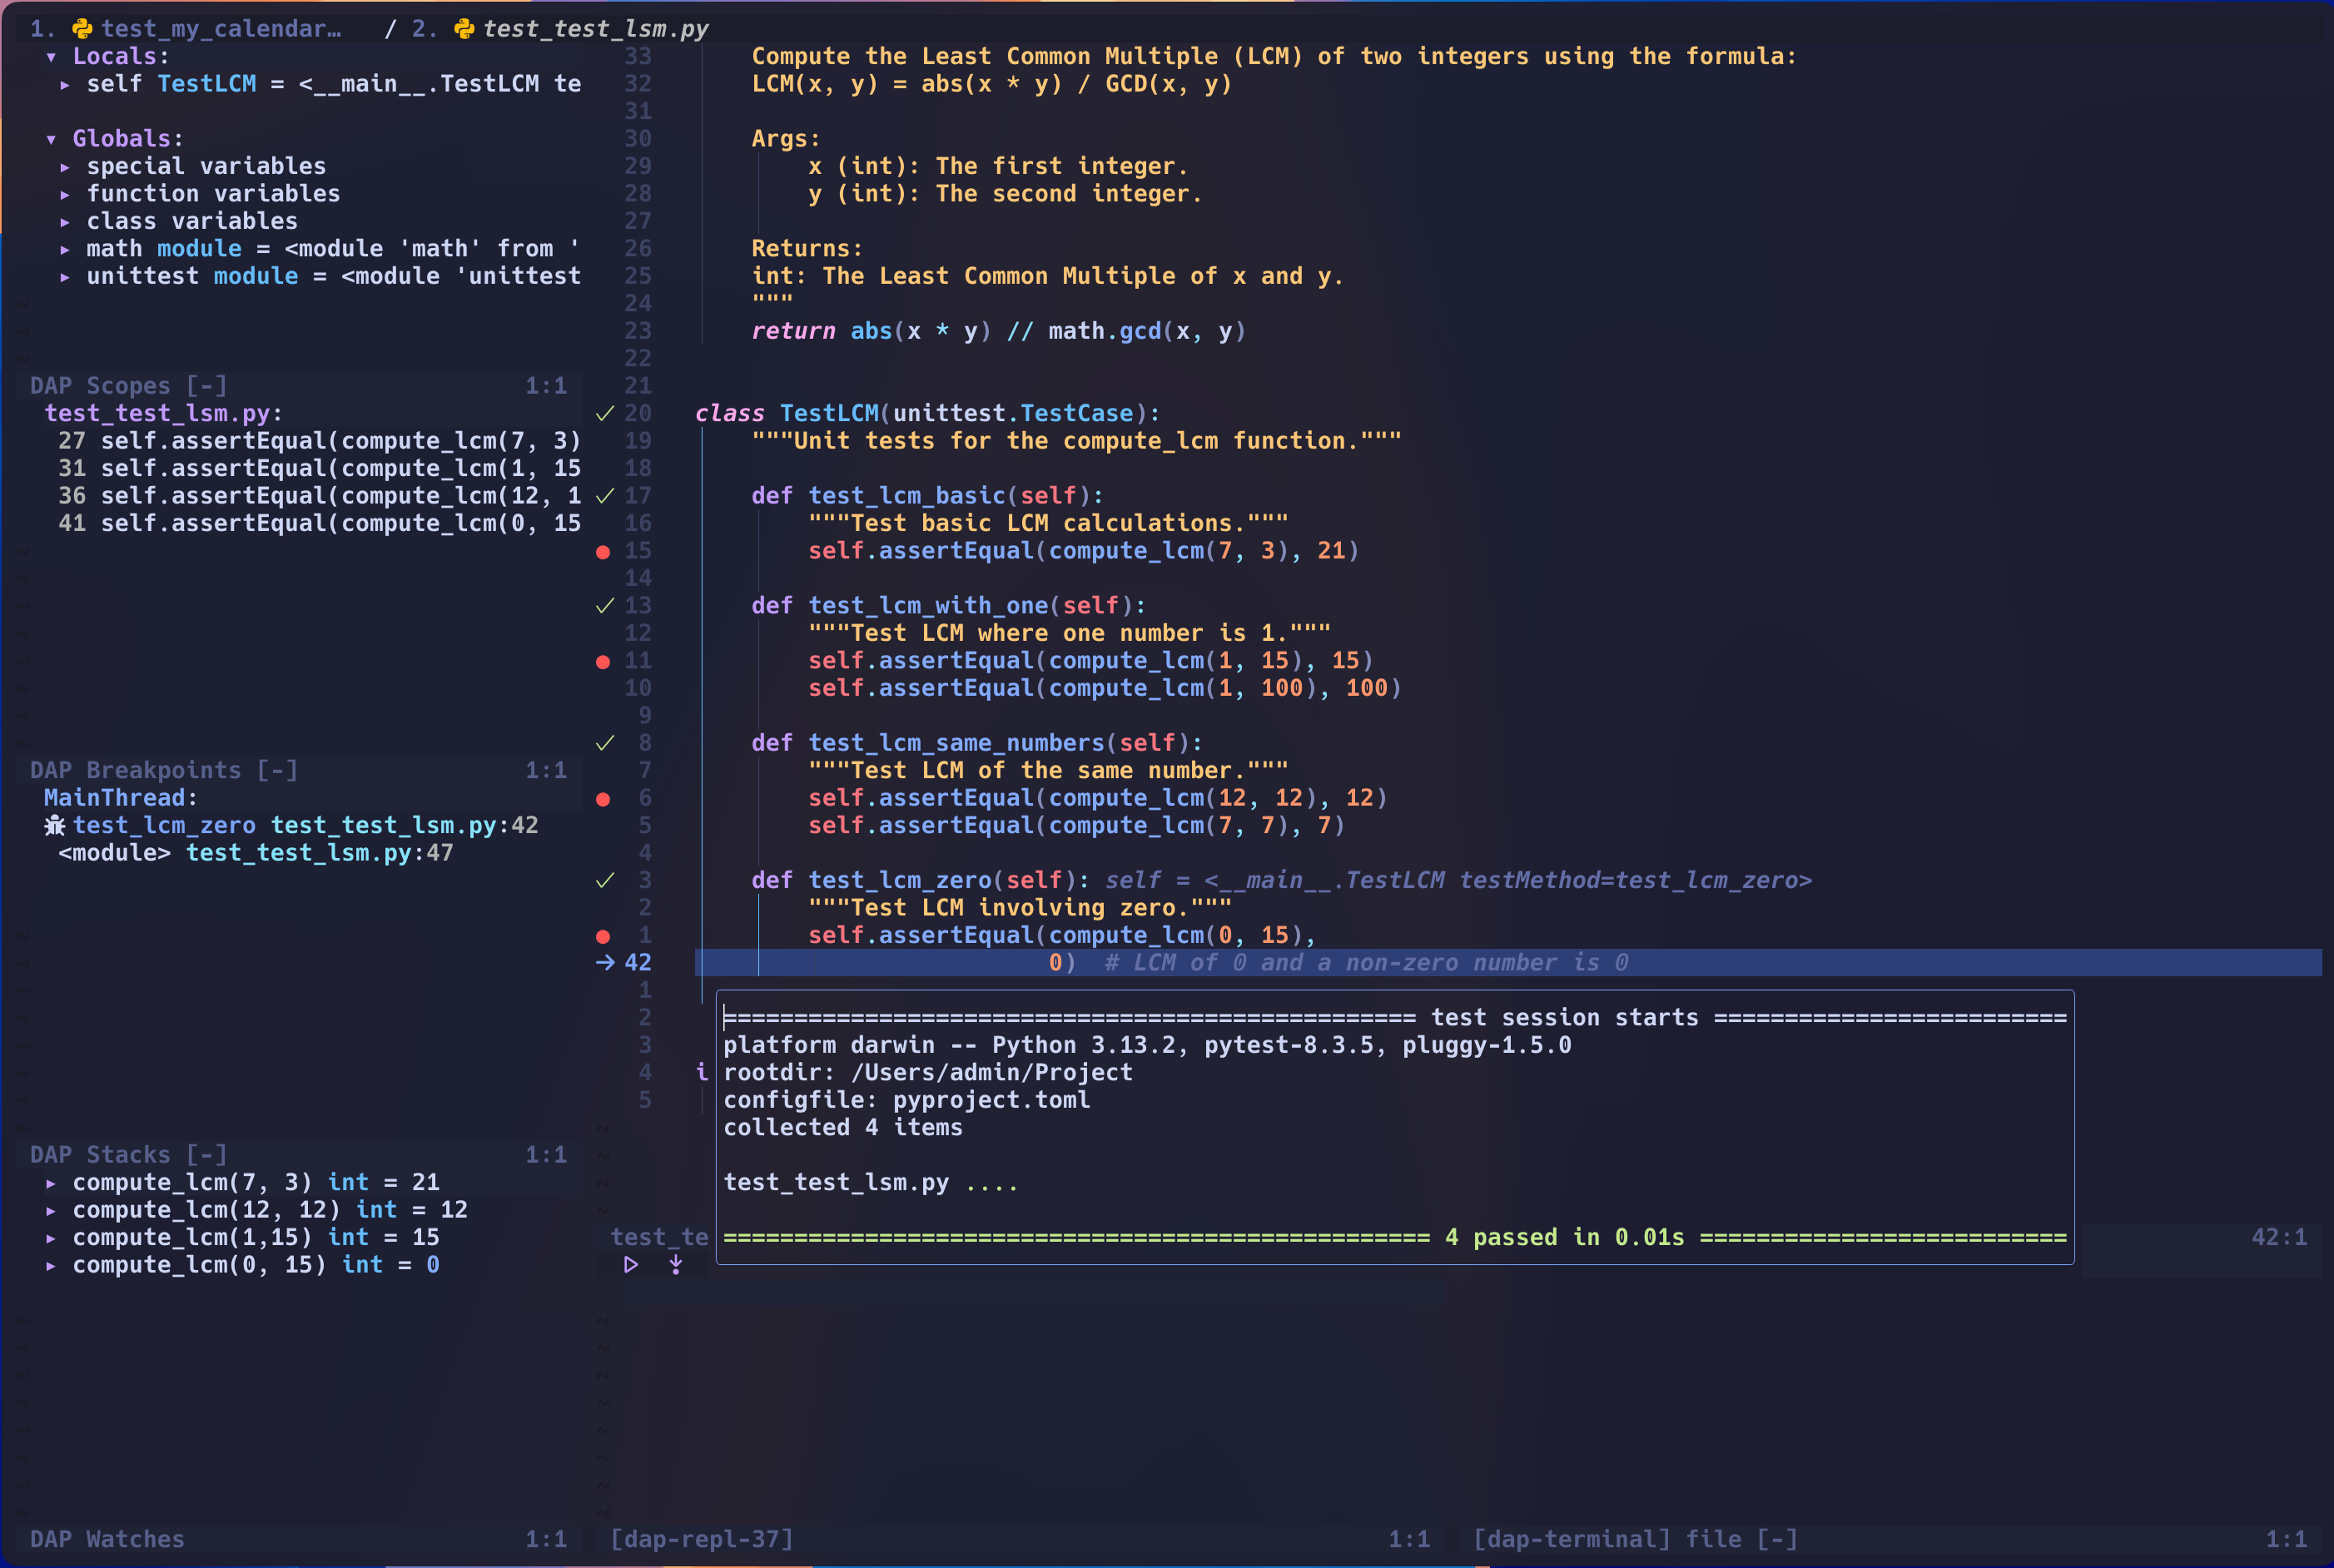 1. test_my_calendar… / 2. test_test_lsm.py
▾ Locals:
▸ self TestLCM = <__main__.TestLCM te
▾ Globals:
▸ special variables
▸ function variables
▸ class variables
▸ math module = <module 'math' from '
▸ unittest module = <module 'unittest
~
~
~
DAP Scopes [-] 1:1
test_test_lsm.py:
27 self.assertEqual(compute_lcm(7, 3)
31 self.assertEqual(compute_lcm(1, 15
36 self.assertEqual(compute_lcm(12, 1
41 self.assertEqual(compute_lcm(0, 15
~
~
~
~
~
~
~
~
DAP Breakpoints [-] 1:1
MainThread:
test_lcm_zero test_test_lsm.py:42
<module> test_test_lsm.py:47
~
~
~
~
~
~
~
~
DAP Stacks [-] 1:1
▸ compute_lcm(7, 3) int = 21
▸ compute_lcm(12, 12) int = 12
▸ compute_lcm(1,15) int = 15
▸ compute_lcm(0, 15) int = 0
~
~
~
~
~
~
~
~
DAP Watches 1:1
33 Compute the Least Common Multiple (LCM) of two integers using the formula:
32 LCM(x, y) = abs(x * y) / GCD(x, y)
31
30 Args:
29 x (int): The first integer.
28 y (int): The second integer.
27
26 Returns:
25 int: The Least Common Multiple of x and y.
24 """
23 return abs(x * y) // math.gcd(x, y)
22
21
✓ 20 class TestLCM(unittest.TestCase):
19 """Unit tests for the compute_lcm function."""
18
✓ 17 def test_lcm_basic(self):
16 """Test basic LCM calculations."""
● 15 self.assertEqual(compute_lcm(7, 3), 21)
14
✓ 13 def test_lcm_with_one(self):
12 """Test LCM where one number is 1."""
● 11 self.assertEqual(compute_lcm(1, 15), 15)
10 self.assertEqual(compute_lcm(1, 100), 100)
9
✓ 8 def test_lcm_same_numbers(self):
7 """Test LCM of the same number."""
● 6 self.assertEqual(compute_lcm(12, 12), 12)
5 self.assertEqual(compute_lcm(7, 7), 7)
4
✓ 3 def test_lcm_zero(self): self = <__main__.TestLCM testMethod=test_lcm_zero>
2 """Test LCM involving zero."""
● 1 self.assertEqual(compute_lcm(0, 15),
→ 42 0) # LCM of 0 and a non-zero number is 0
1
2
3
4 i
5
~
~
~
~
test_te 42:1
================================================= test session starts =========================
platform darwin -- Python 3.13.2, pytest-8.3.5, pluggy-1.5.0
rootdir: /Users/admin/Project
configfile: pyproject.toml
collected 4 items
test_test_lsm.py ....
================================================== 4 passed in 0.01s ==========================
~
~
~
~
~
~
~
~
[dap-repl-37] 1:1
[dap-terminal] file [-] 1:1